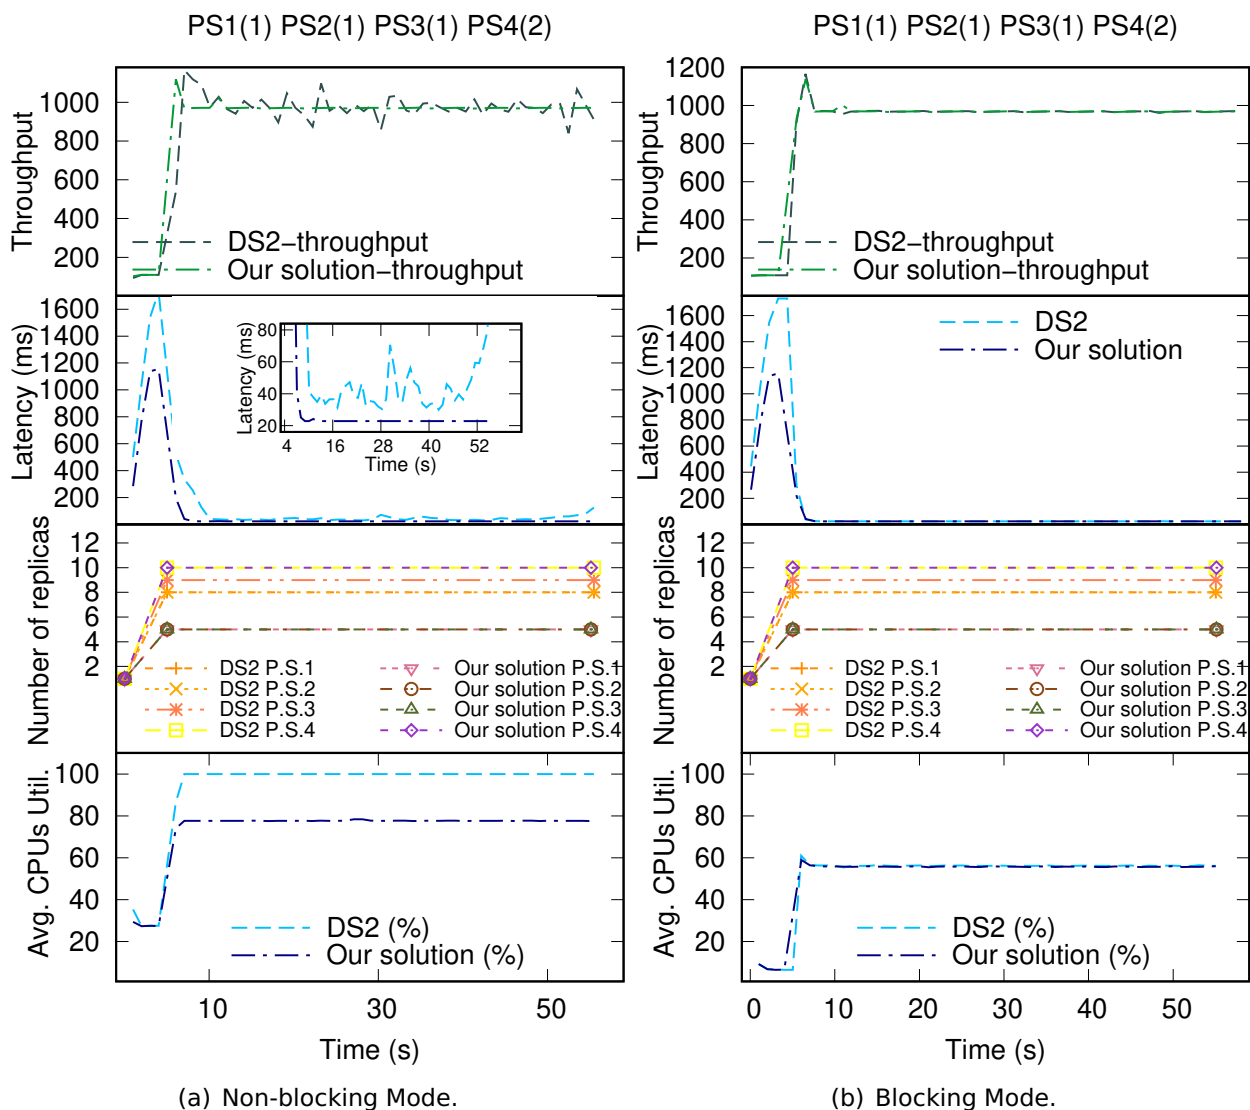 PS1(1) PS2(1) PS3(1) PS4(2)
Throughput
1000
800
600
400
200
DS2-throughput
Our solution-throughput
Latency (ms)
1600
1400
1200
1000
800
600
400
200
Latency (ms)
80
60
40
20
4 16 28 40 52
Time (s)
Number of replicas
12
10
8
6
4
2
DS2 P.S.1
DS2 P.S.2
DS2 P.S.3
DS2 P.S.4
Our solution P.S.1
Our solution P.S.2
Our solution P.S.3
Our solution P.S.4
Avg. CPUs Util.
100
80
60
40
20
DS2 (%)
Our solution (%)
10 30 50
Time (s)
(a) Non-blocking Mode.
PS1(1) PS2(1) PS3(1) PS4(2)
Throughput
1200
1000
800
600
400
200
DS2-throughput
Our solution-throughput
Latency (ms)
1600
1400
1200
1000
800
600
400
200
DS2
Our solution
Number of replicas
12
10
8
6
4
2
DS2 P.S.1
DS2 P.S.2
DS2 P.S.3
DS2 P.S.4
Our solution P.S.1
Our solution P.S.2
Our solution P.S.3
Our solution P.S.4
Avg. CPUs Util.
100
80
60
40
20
DS2 (%)
Our solution (%)
0 10 20 30 40 50
Time (s)
(b) Blocking Mode.